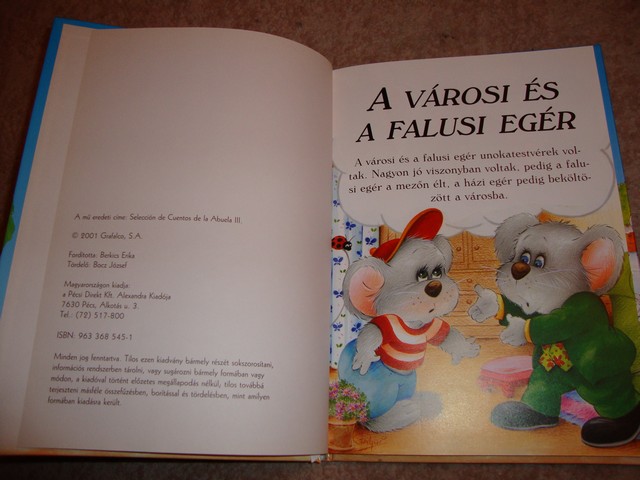 A mű eredeti címe: Selección de Cuentos de la Abuela III.
© 2001 Grafalco, S.A.
Fordította: Berkics Erika
Tördelő: Bocz József
Magyarországon kiadja:
a Pécsi Direkt Kft. Alexandra Kiadója
7630 Pécs, Alkotás u. 3.
Tel.: (72) 517-800
ISBN: 963 368 545-1
Minden jog fenntartva. Tilos ezen kiadvány bármely részét sokszorosítani,
információs rendszerben tárolni, vagy sugározni bármely formában vagy
módon, a kiadóval történt előzetes megállapodás nélkül, tilos továbbá
terjeszteni másféle összefűzésben, borítással és tördelésben, mint amilyen
formában kiadásra került.
A VÁROSI ÉS
A FALUSI EGÉR
A városi és a falusi egér unokatestvérek vol-
tak. Nagyon jó viszonyban voltak, pedig a falu-
si egér a mezőn élt, a házi egér pedig beköltö-
zött a városba.